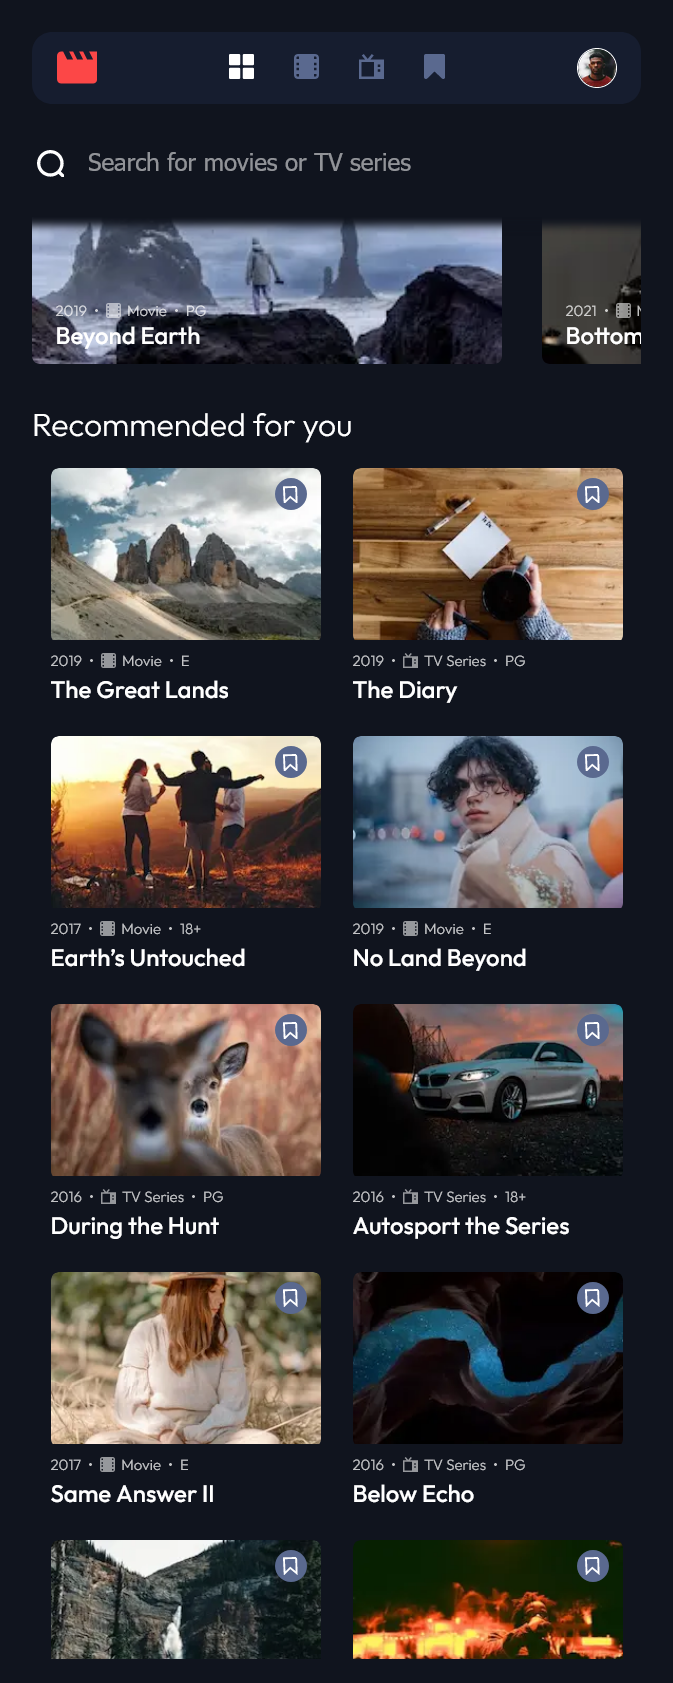 Search for movies or TV series
2019 • Movie • PG
Beyond Earth
2021 •
Bottom
Recommended for you
2019 • Movie • E
The Great Lands
2019 • TV Series • PG
The Diary
2017 • Movie • 18+
Earth’s Untouched
2019 • Movie • E
No Land Beyond
2016 • TV Series • PG
During the Hunt
2016 • TV Series • 18+
Autosport the Series
2017 • Movie • E
Same Answer II
2016 • TV Series • PG
Below Echo